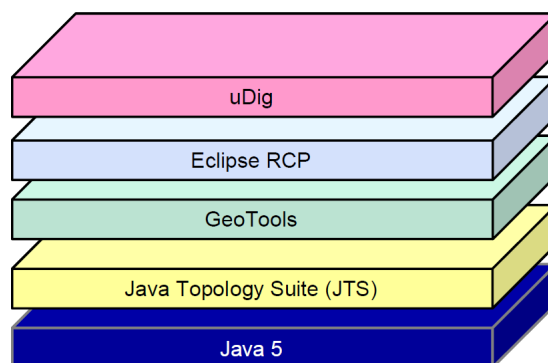 uDig
Eclipse RCP
GeoTools
Java Topology Suite (JTS)
Java 5